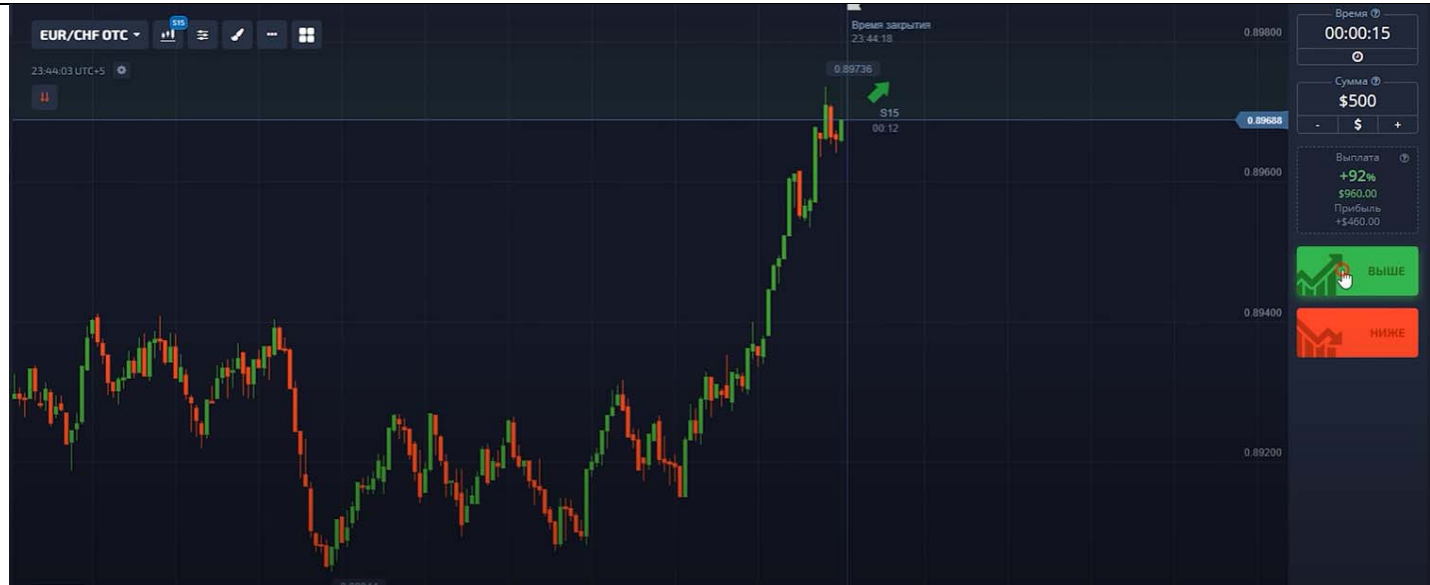 EUR/CHF OTC
S15
23:44:03 UTC+5
Время закрытия
23:44:18
0.89736
S15
00:12
0.89800
0.89688
0.89600
0.89400
0.89200
Время
00:00:15
Сумма
$500
- $ +
Выплата
+92%
$960.00
Прибыль
+$460.00
ВЫШЕ
НИЖЕ